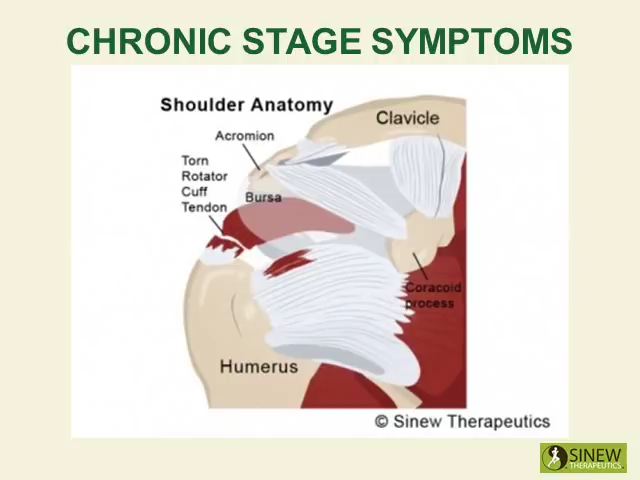 CHRONIC STAGE SYMPTOMS
Shoulder Anatomy
Clavicle
Acromion
Torn
Rotator
Cuff
Tendon
Bursa
Coracoid
process
Humerus
© Sinew Therapeutics
SINEW
THERAPEUTICS